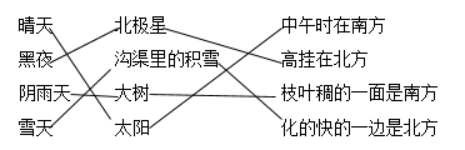 晴天 北极星 中午时在南方
黑夜 沟渠里的积雪 高挂在北方
阴雨天 大树 枝叶稠的一面是南方
雪天 太阳 化的快的一边是北方